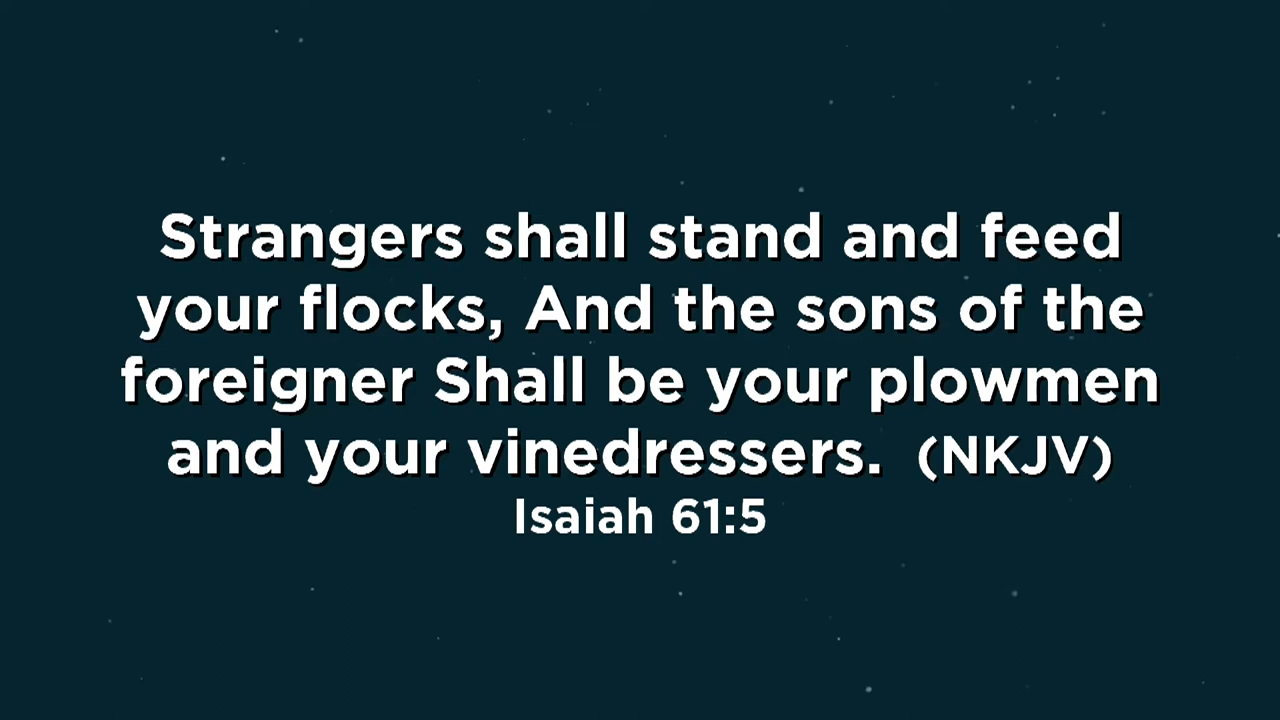 Strangers shall stand and feed
your flocks, And the sons of the
foreigner Shall be your plowmen
and your vinedressers. (NKJV)
Isaiah 61:5